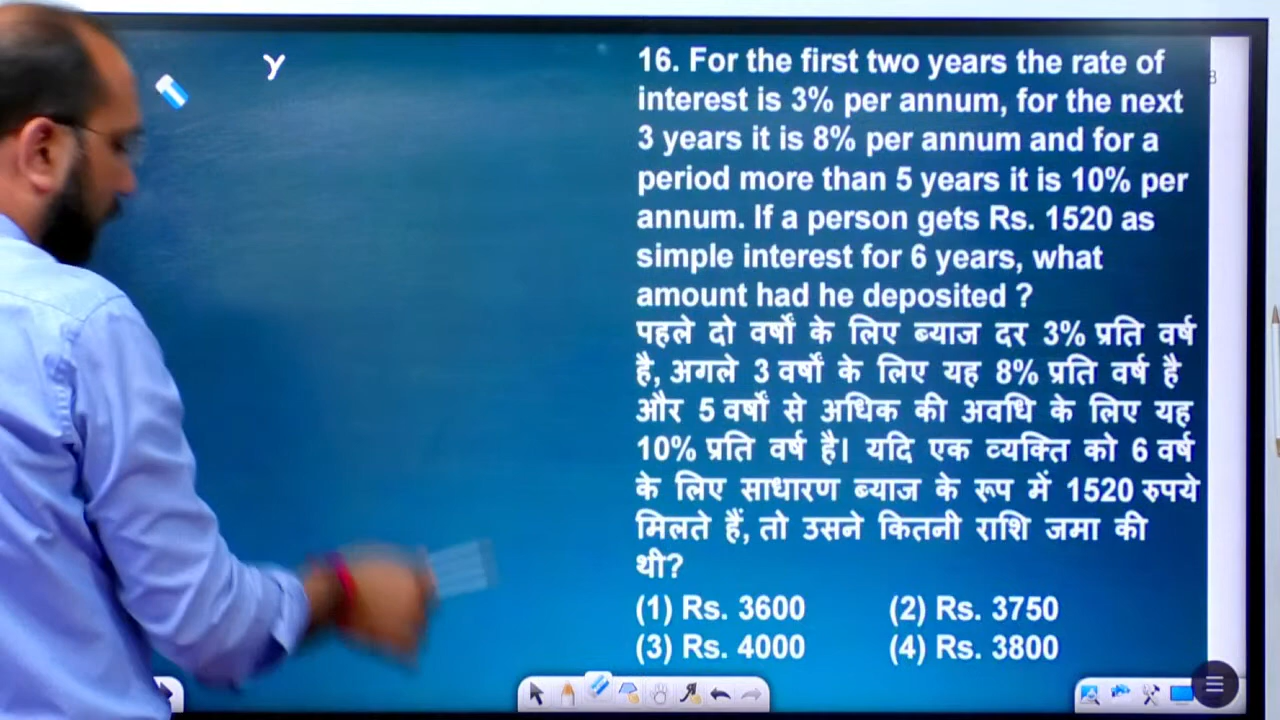 Y
16. For the first two years the rate of
interest is 3% per annum, for the next
3 years it is 8% per annum and for a
period more than 5 years it is 10% per
annum. If a person gets Rs. 1520 as
simple interest for 6 years, what
amount had he deposited ?
पहले दो वर्षों के लिए ब्याज दर 3% प्रति वर्ष
है, अगले 3 वर्षों के लिए यह 8% प्रति वर्ष है
और 5 वर्षों से अधिक की अवधि के लिए यह
10% प्रति वर्ष है। यदि एक व्यक्ति को 6 वर्ष
के लिए साधारण ब्याज के रूप में 1520 रुपये
मिलते हैं, तो उसने कितनी राशि जमा की
थी?
(1) Rs. 3600 (2) Rs. 3750
(3) Rs. 4000 (4) Rs. 3800